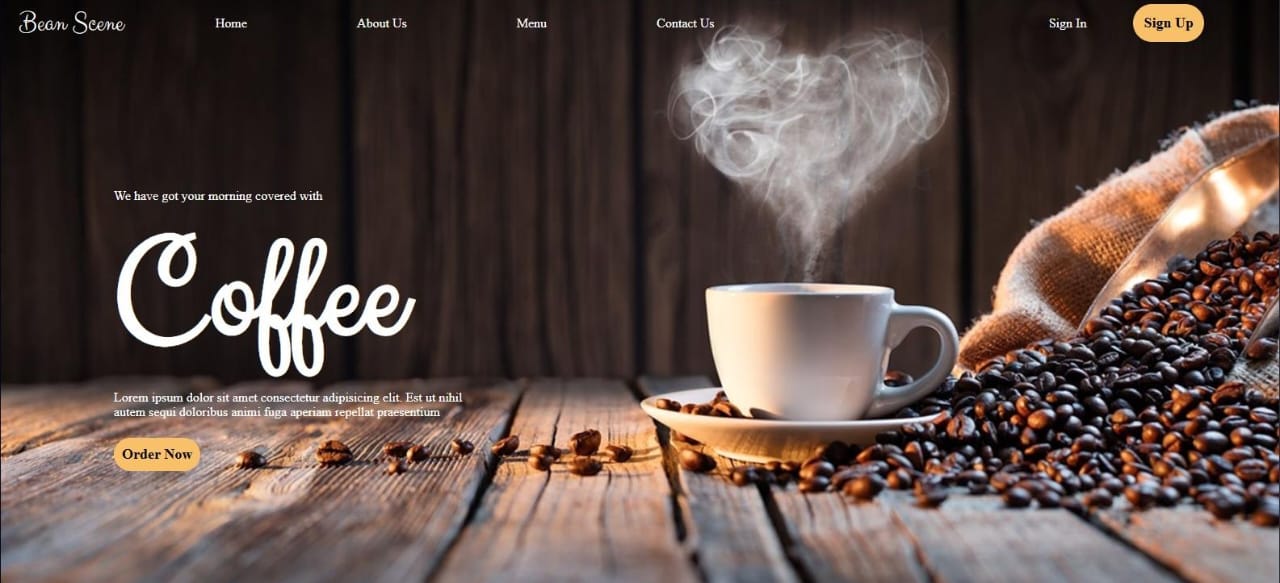 Bean Scene
Home
About Us
Menu
Contact Us
Sign In
Sign Up
We have got your morning covered with
Coffee
Lorem ipsum dolor sit amet consectetur adipisicing elit. Est ut nihil
autem sequi doloribus animi fuga aperiam repellat praesentium
Order Now